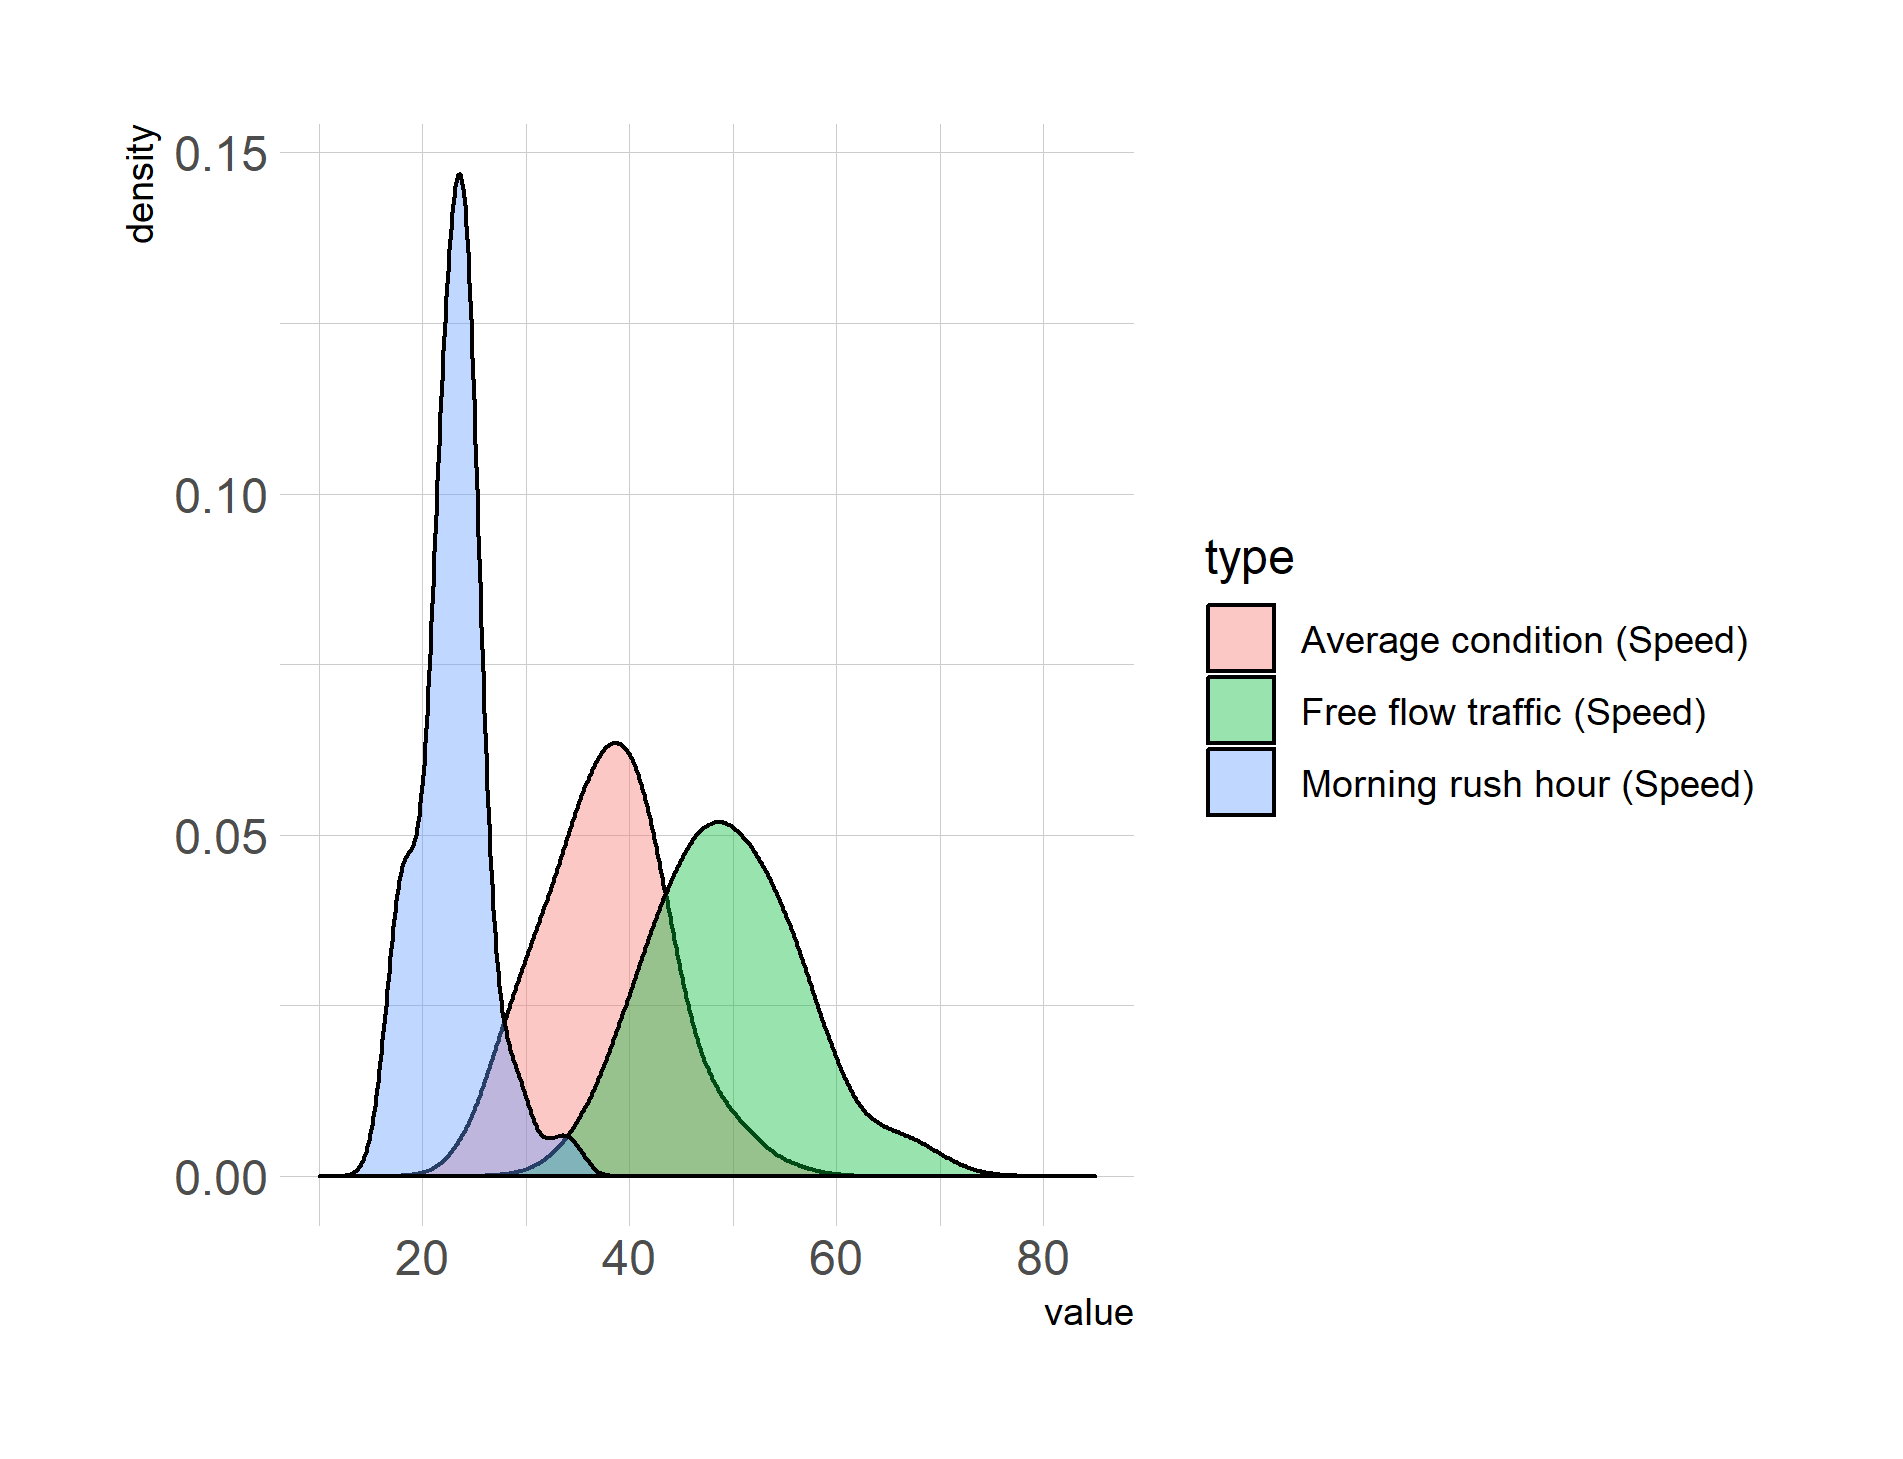 density
0.15
0.10
0.05
0.00
20 40 60 80
value
type
Average condition (Speed)
Free flow traffic (Speed)
Morning rush hour (Speed)